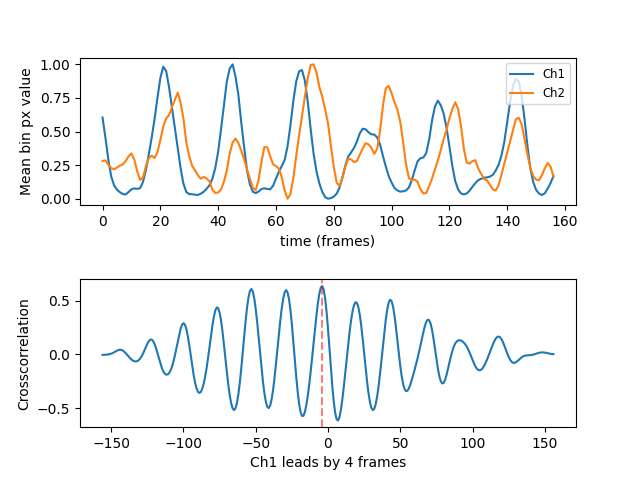 1.00
0.75
0.50
0.25
0.00
Mean bin px value
Ch1
Ch2
0 20 40 60 80 100 120 140 160
time (frames)
0.5
0.0
−0.5
Crosscorrelation
−150 −100 −50 0 50 100 150
Ch1 leads by 4 frames